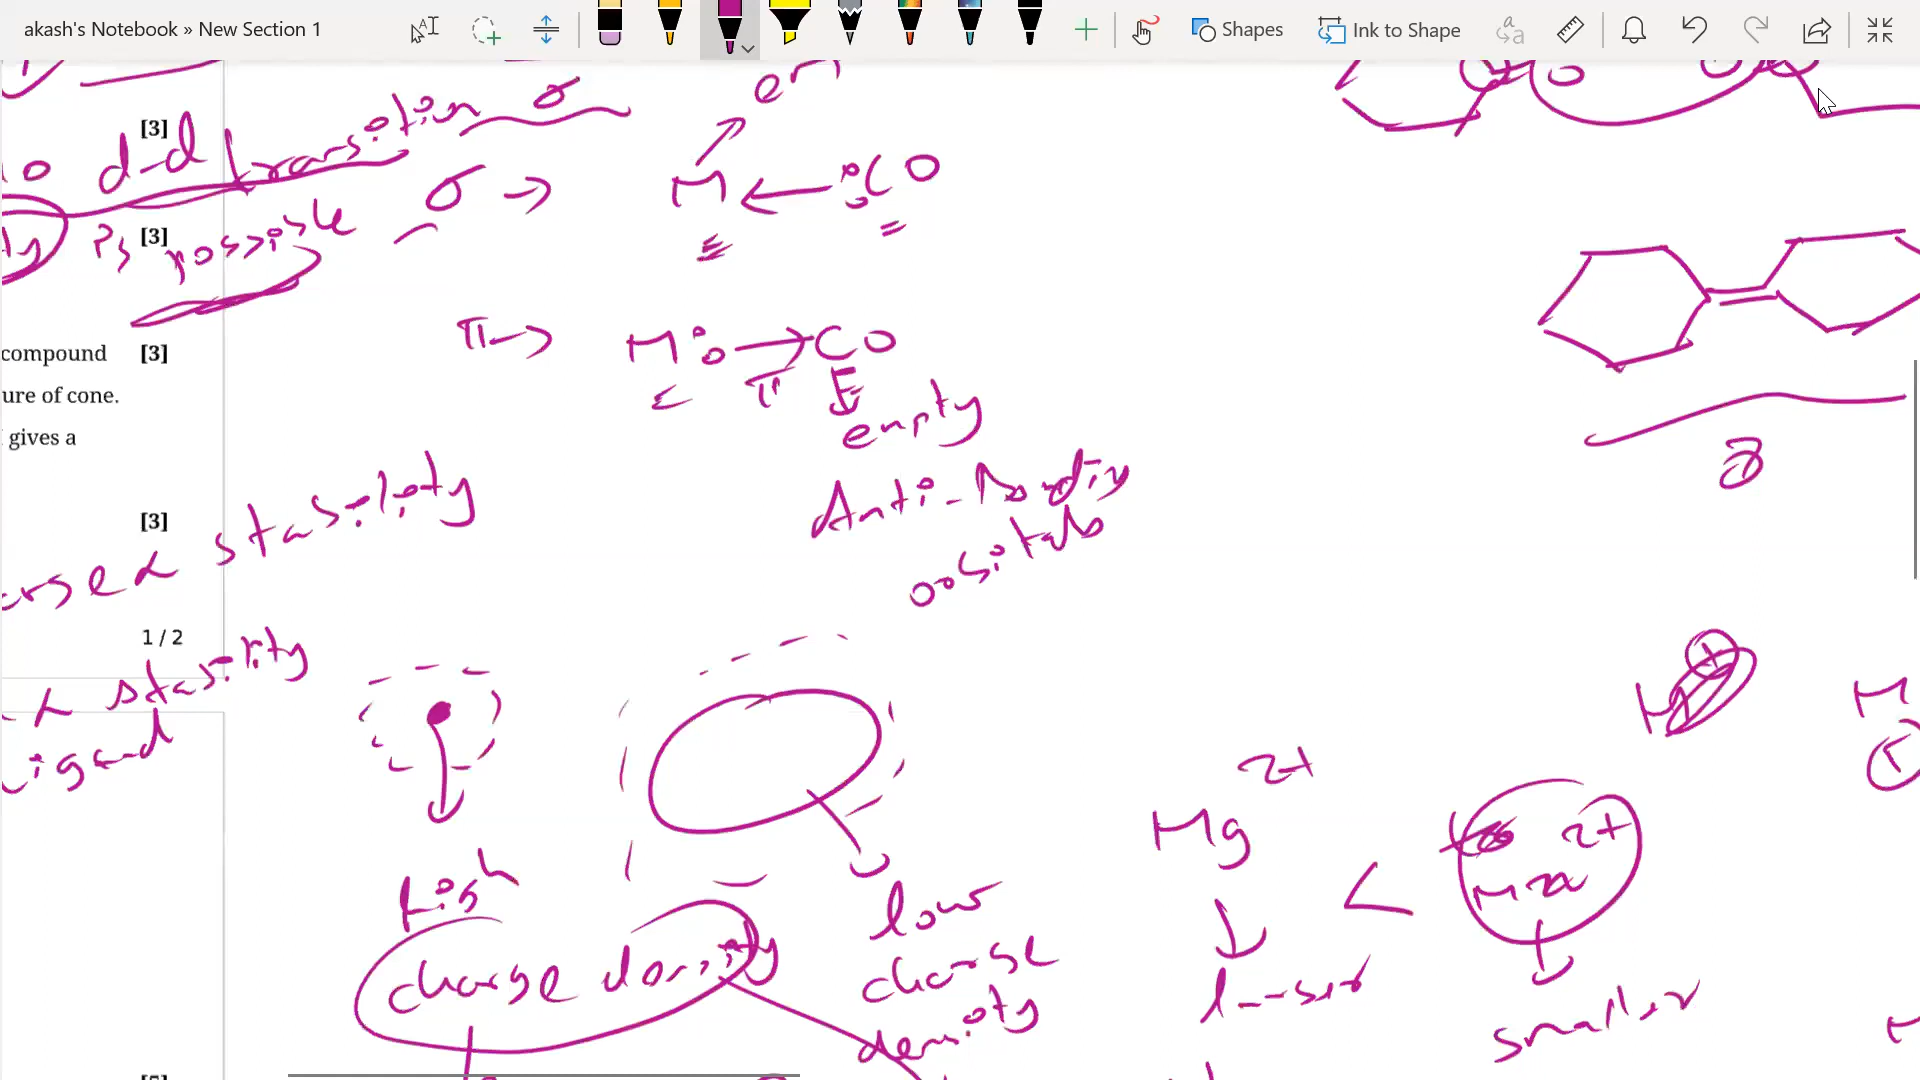 akash's Notebook » New Section 1
Shapes
Ink to Shape
[3]
d-d transition σ
[3]
possible
σ →
M ← :CO
[3]
compound
ure of cone.
gives a
π →
M: → CO
π
empty
Anti-bonding
[3]
stability
1 / 2
stability
ligand
High
charge density
low
charge
density
Mg 2+
<
2+
larger
smaller
M